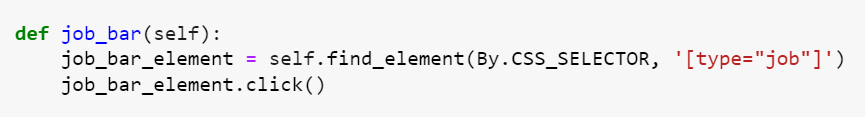 def job_bar(self):
    job_bar_element = self.find_element(By.CSS_SELECTOR, '[type="job"]')
    job_bar_element.click()